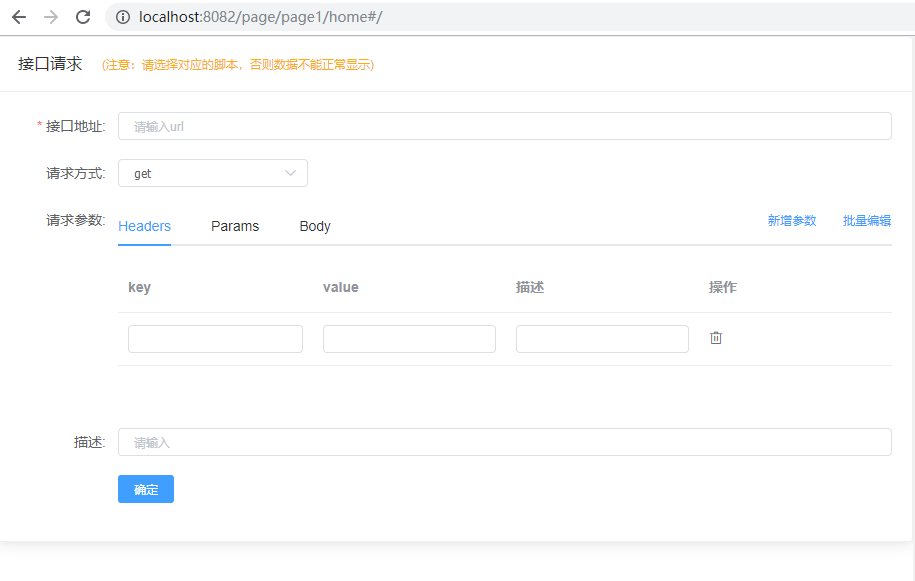 localhost:8082/page/page1/home#/
接口请求 (注意：请选择对应的脚本，否则数据不能正常显示)
* 接口地址: 请输入url
请求方式: get
请求参数: Headers Params Body 新增参数 批量编辑
key value 描述 操作
描述: 请输入
确定